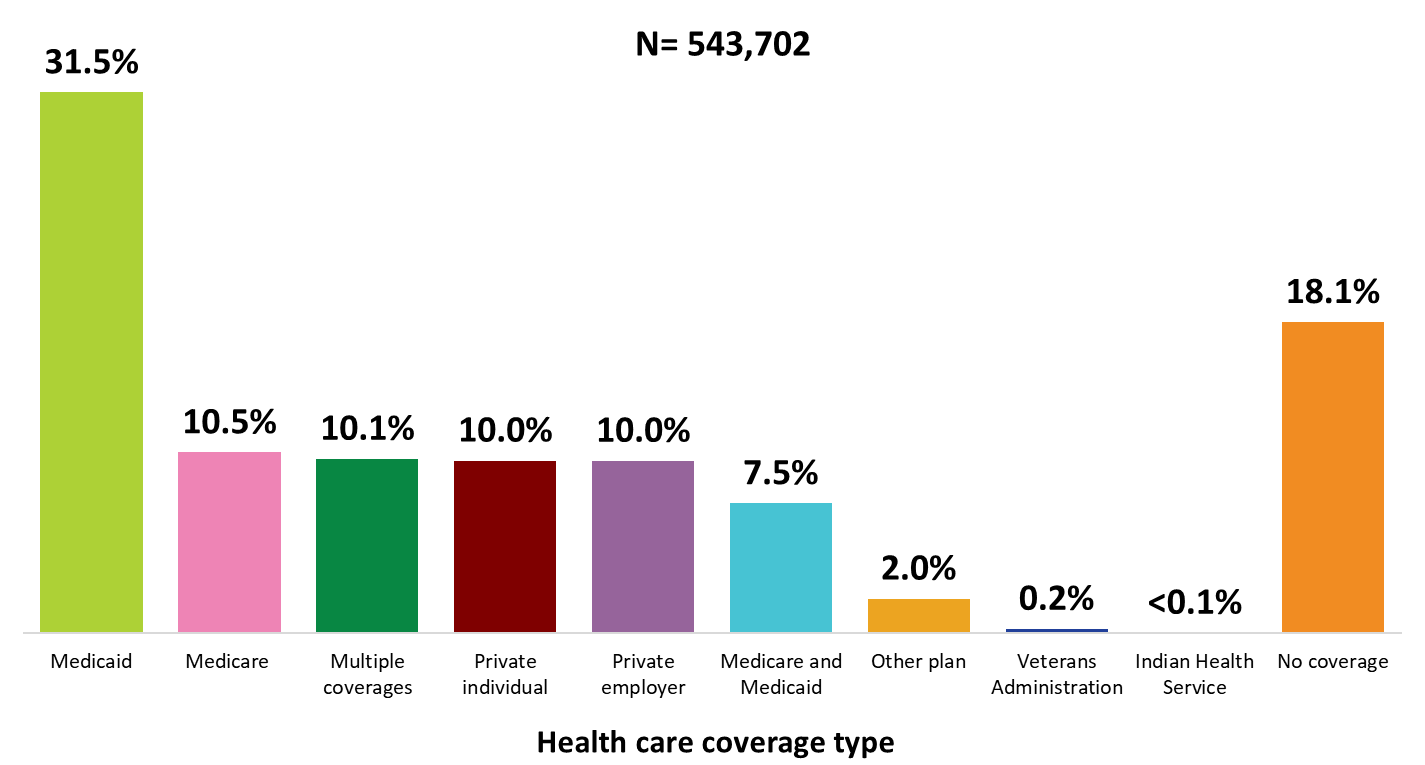 N= 543,702
31.5%
10.5%
10.1%
10.0%
10.0%
7.5%
2.0%
0.2%
<0.1%
18.1%
Medicaid
Medicare
Multiple
coverages
Private
individual
Private
employer
Medicare and
Medicaid
Other plan
Veterans
Administration
Indian Health
Service
No coverage
Health care coverage type